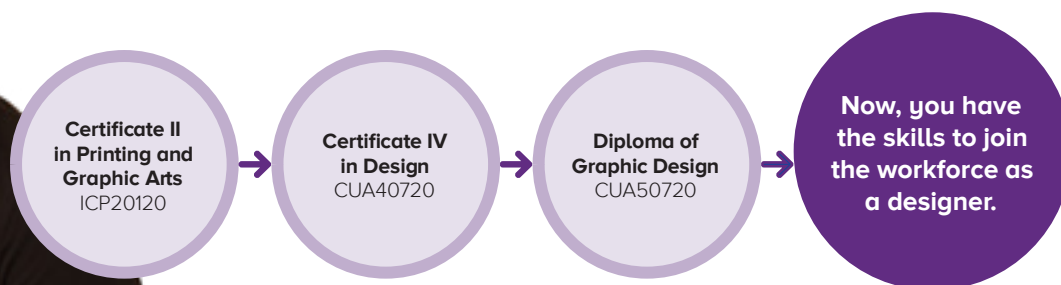 Certificate II
in Printing and
Graphic Arts
ICP20120
Certificate IV
in Design
CUA40720
Diploma of
Graphic Design
CUA50720
Now, you have
the skills to join
the workforce as
a designer.